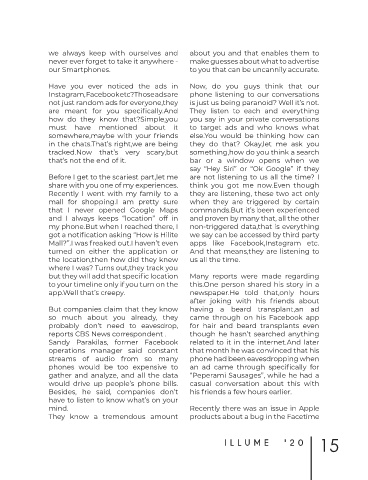 we always keep with ourselves and
never ever forget to take it anywhere -
our Smartphones.
Have you ever noticed the ads in
Instagram,Facebook etc?Those ads are
not just random ads for everyone,they
are meant for you specifically.And
how do they know that?Simple,you
must have mentioned about it
somewhere,maybe with your friends
in the chats.That's right,we are being
tracked.Now that's very scary,but
that's not the end of it.
Before I get to the scariest part,let me
share with you one of my experiences.
Recently I went with my family to a
mall for shopping.I am pretty sure
that I never opened Google Maps
and I always keeps "location" off in
my phone.But when I reached there, I
got a notification asking "How is Hilite
Mall?".I was freaked out.I haven't even
turned on either the application or
the location,then how did they knew
where I was? Turns out,they track you
but they will add that specific location
to your timeline only if you turn on the
app.Well that's creepy.
But companies claim that they know
so much about you already, they
probably don't need to eavesdrop,
reports CBS News correspondent .
Sandy Parakilas, former Facebook
operations manager said constant
streams of audio from so many
phones would be too expensive to
gather and analyze, and all the data
would drive up people's phone bills.
Besides, he said, companies don't
have to listen to know what's on your
mind.
They know a tremendous amount
about you and that enables them to
make guesses about what to advertise
to you that can be uncannily accurate.
Now, do you guys think that our
phone listening to our conversations
is just us being paranoid? Well it's not.
They listen to each and everything
you say in your private conversations
to target ads and who knows what
else.You would be thinking how can
they do that? Okay,let me ask you
something,how do you think a search
bar or a window opens when we
say "Hey Siri" or "Ok Google" if they
are not listening to us all the time? I
think you got me now.Even though
they are listening, these two act only
when they are triggered by certain
commands.But it's been experienced
and proven by many that, all the other
non-triggered data,that is everything
we say can be accessed by third party
apps like Facebook,Instagram etc.
And that means,they are listening to
us all the time.
Many reports were made regarding
this.One person shared his story in a
newspaper.He told that,only hours
after joking with his friends about
having a beard transplant,an ad
came through on his Facebook app
for hair and beard transplants even
though he hasn't searched anything
related to it in the internet.And later
that month he was convinced that his
phone had been eavesdropping when
an ad came through specifically for
"Peperami Sausages", while he had a
casual conversation about this with
his friends a few hours earlier.
Recently there was an issue in Apple
products about a bug in the Facetime
ILLUME '20
15